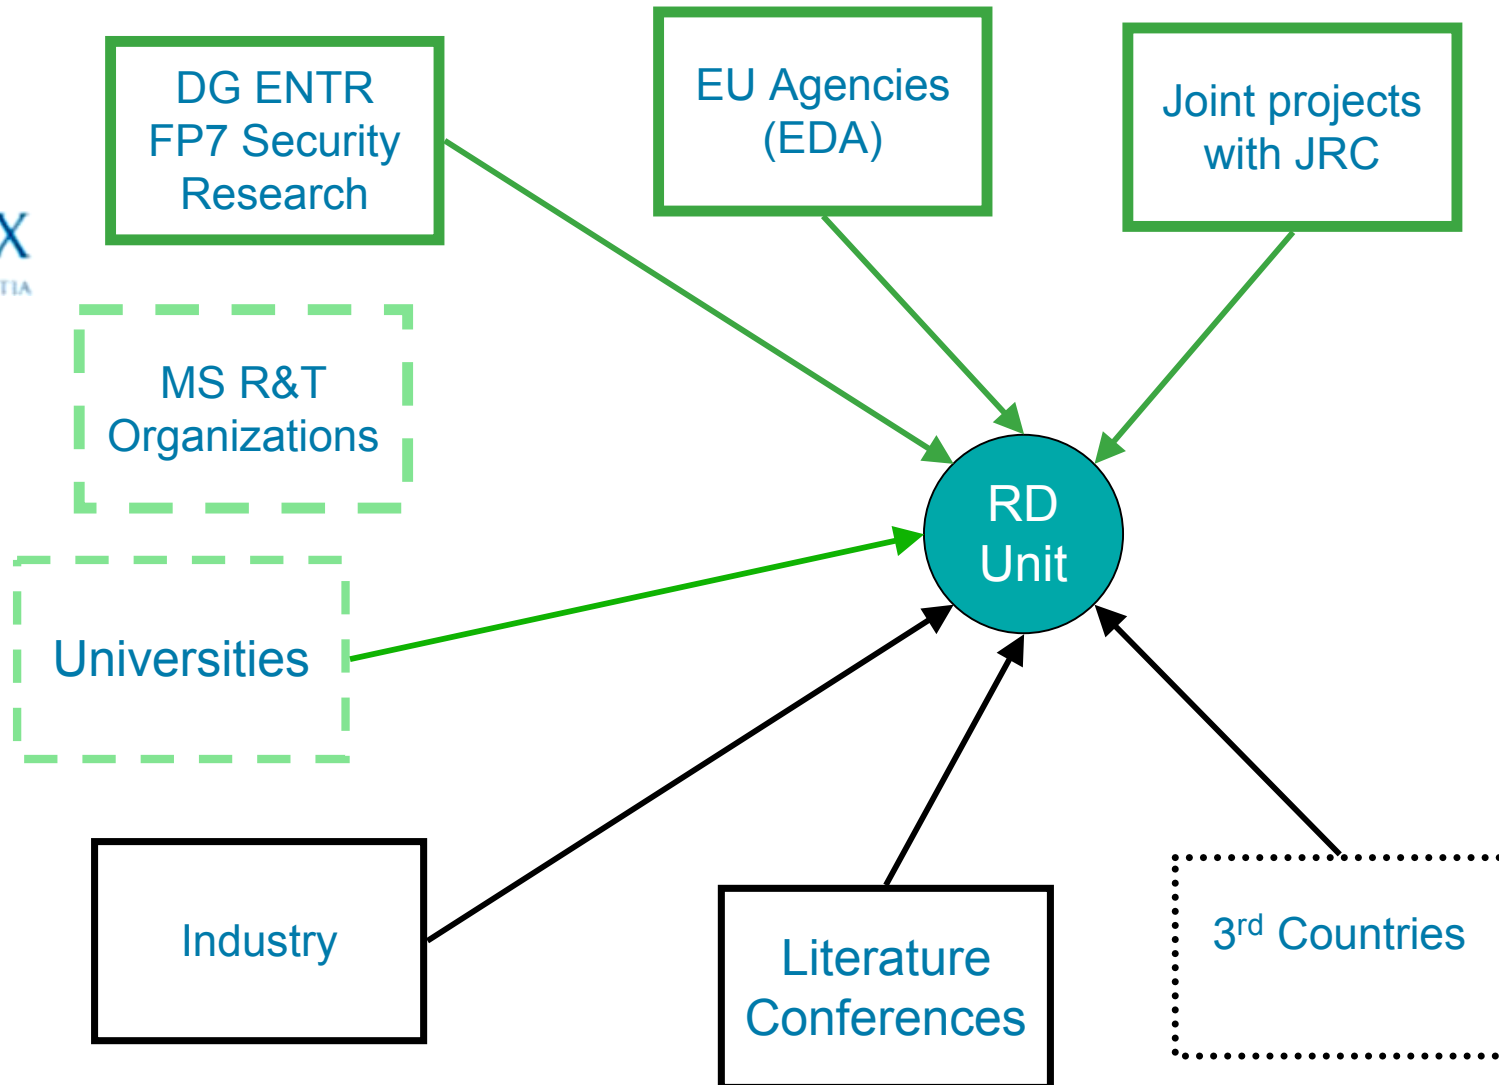 DG ENTR
FP7 Security
Research
EU Agencies
(EDA)
Joint projects
with JRC
X
TIA
MS R&T
Organizations
RD
Unit
Universities
Industry
Literature
Conferences
3rd Countries